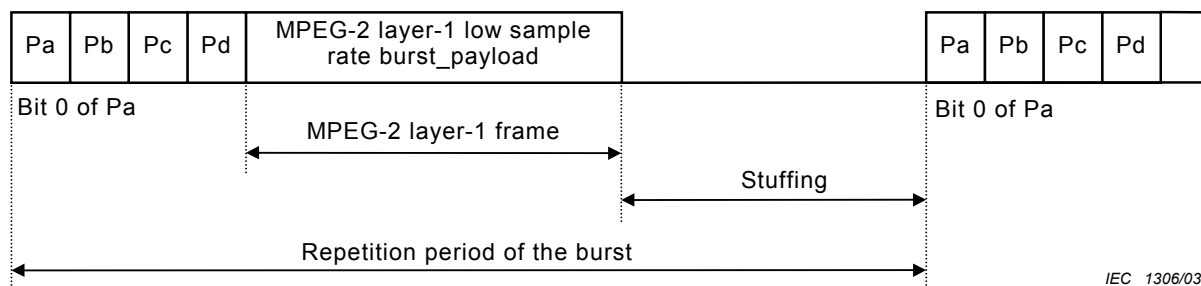 Pa Pb Pc Pd MPEG-2 layer-1 low sample rate burst_payload Pa Pb Pc Pd
Bit 0 of Pa Bit 0 of Pa
MPEG-2 layer-1 frame
Stuffing
Repetition period of the burst
IEC 1306/03